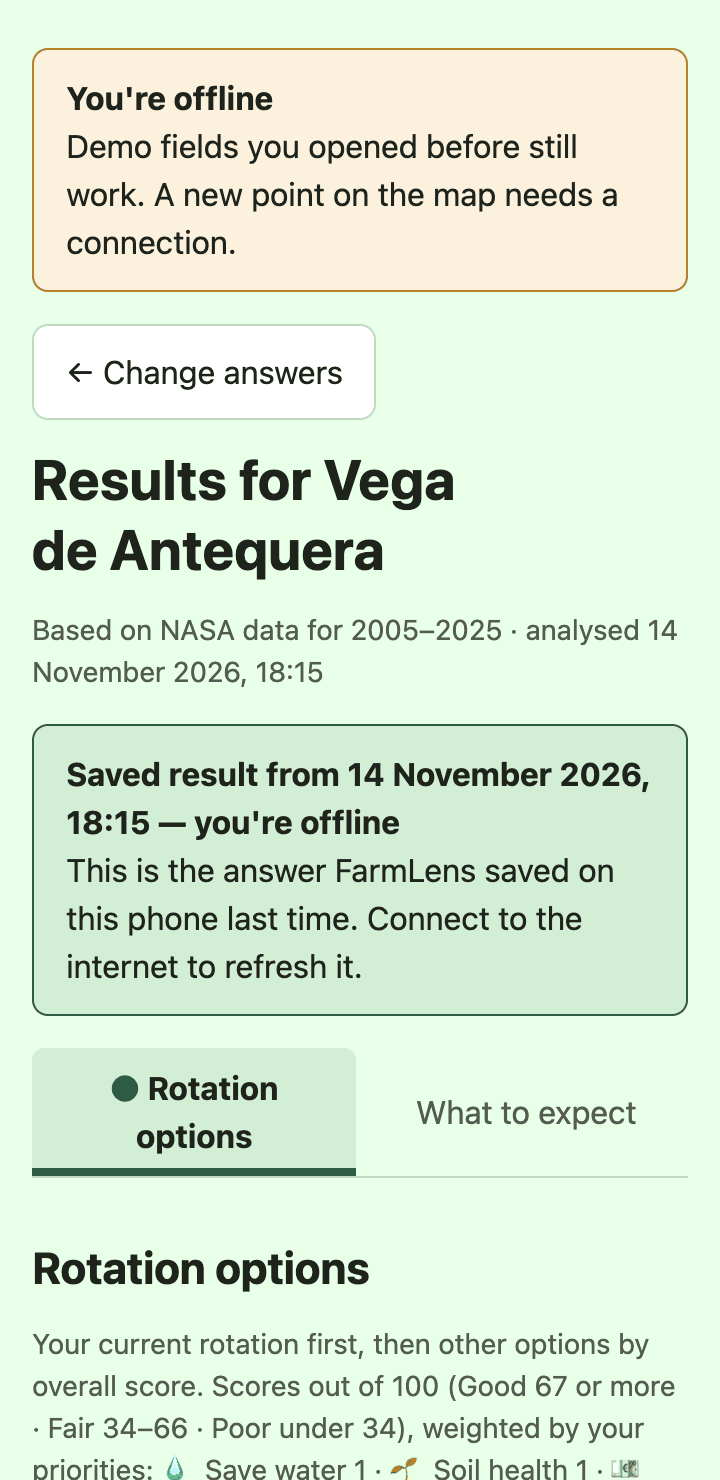 You're offline
Demo fields you opened before still
work. A new point on the map needs a
connection.
← Change answers
Results for Vega
de Antequera
Based on NASA data for 2005–2025 · analysed 14
November 2026, 18:15
Saved result from 14 November 2026,
18:15 — you're offline
This is the answer FarmLens saved on
this phone last time. Connect to the
internet to refresh it.
Rotation
options
What to expect
Rotation options
Your current rotation first, then other options by
overall score. Scores out of 100 (Good 67 or more
· Fair 34–66 · Poor under 34), weighted by your
priorities: 💧 Save water 1 · 🌱 Soil health 1 · 💵